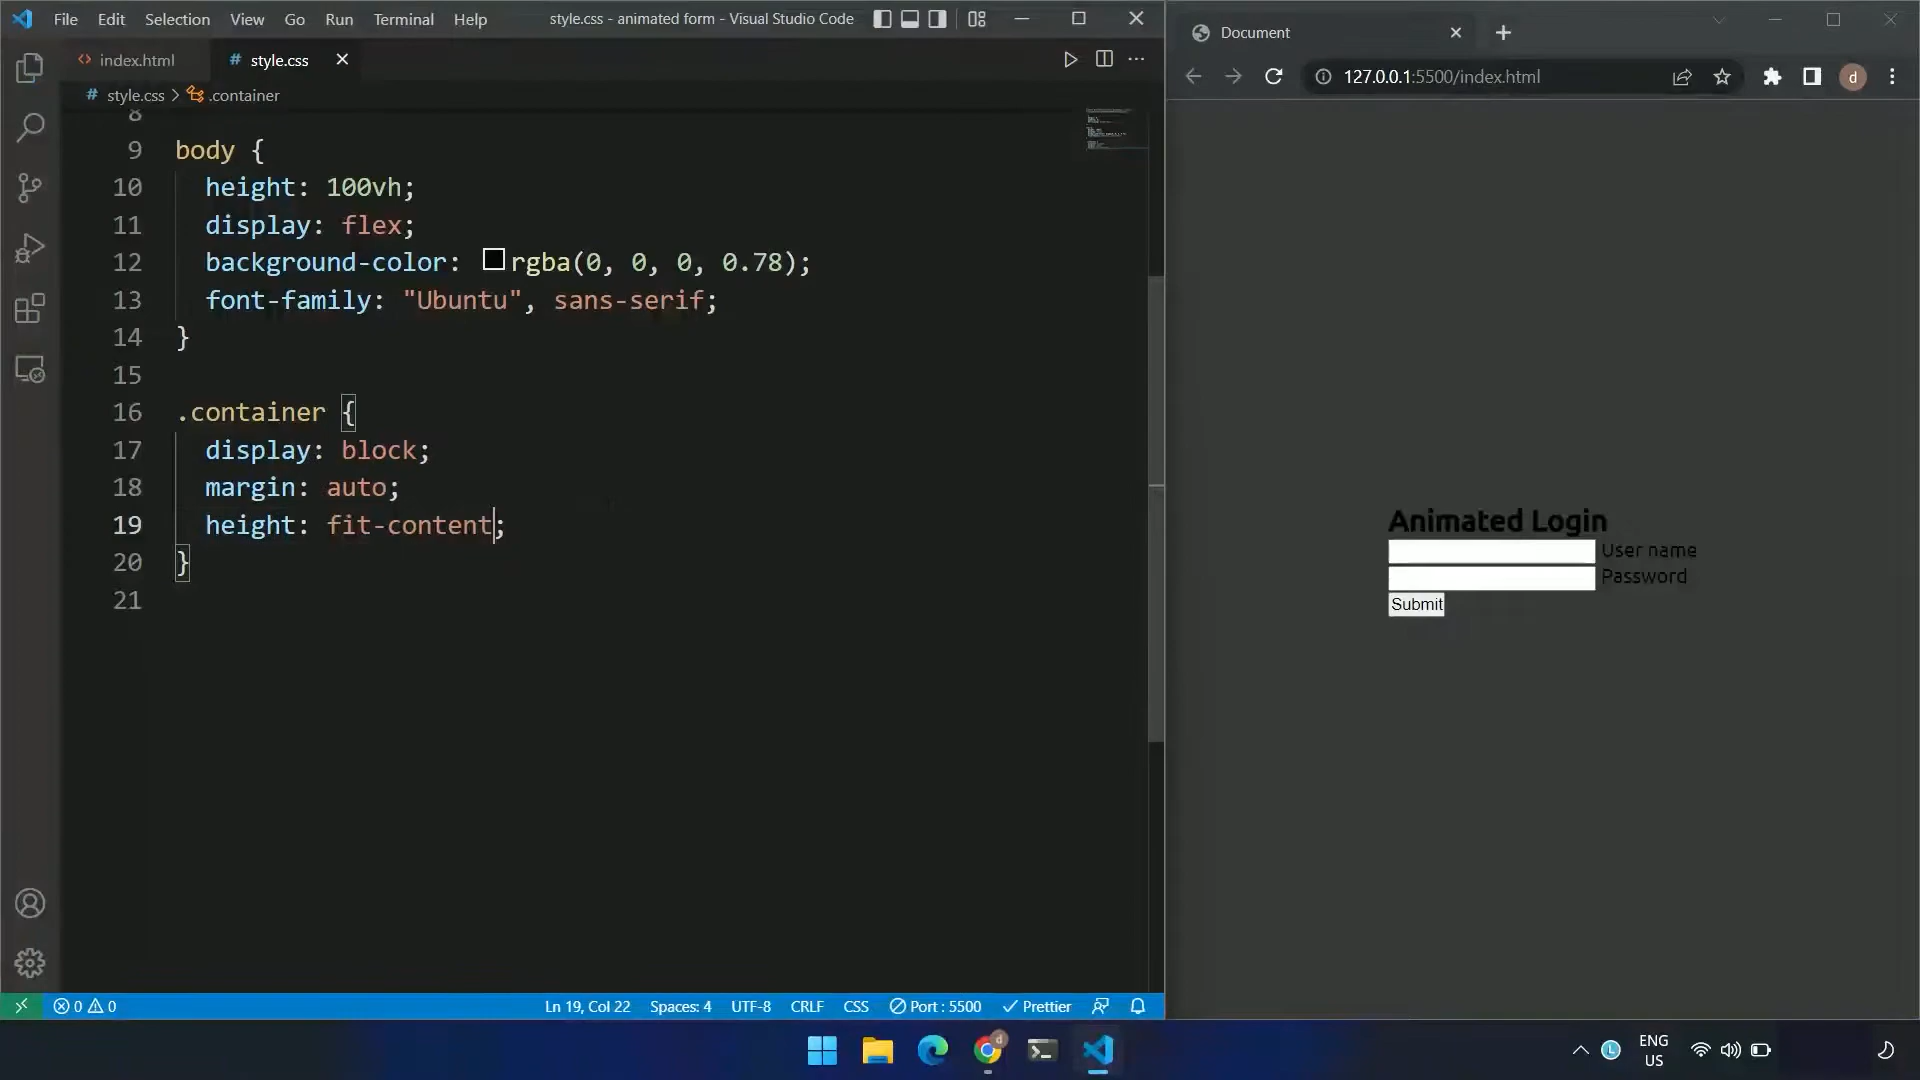 File Edit Selection View Go Run Terminal Help style.css - animated form - Visual Studio Code
index.html style.css
# style.css > .container
8
9 body {
10 height: 100vh;
11 display: flex;
12 background-color: rgba(0, 0, 0, 0.78);
13 font-family: "Ubuntu", sans-serif;
14 }
15
16 .container {
17 display: block;
18 margin: auto;
19 height: fit-content;
20 }
21
0 0 Ln 19, Col 22 Spaces: 4 UTF-8 CRLF CSS Port : 5500 Prettier
Document
127.0.0.1:5500/index.html d
Animated Login
User name
Password
Submit
d L ENG
US